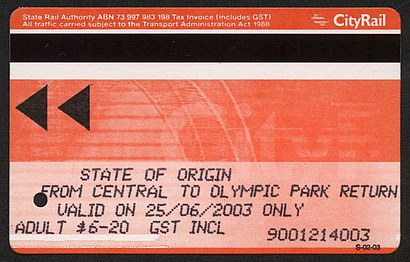 State Rail Authority ABN 73 997 983 198 Tax Invoice (Includes GST)
All traffic carried subject to the Transport Administration Act 1988
CityRail
STATE OF ORIGIN
FROM CENTRAL TO OLYMPIC PARK RETURN
VALID ON 25/06/2003 ONLY
ADULT $6-20 GST INCL
9001214003
S-02-03